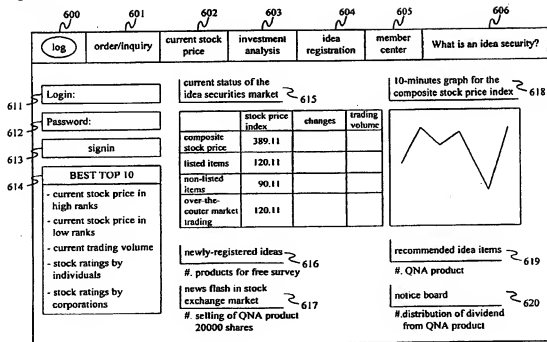 600 601 602 603 604 605 606
log
order/inquiry
current stock
price
investment
analysis
idea
registration
member
center
What is an idea security?
611
Login:
612
Password:
613
signin
614
BEST TOP 10
- current stock price in
high ranks
- current stock price in
low ranks
- current trading volume
- stock ratings by
individuals
- stock ratings by
corporations
current status of the
idea securities market
615
stock price
index
changes
trading
volume
composite
stock price
389.11
listed items
120.11
non-listed
items
90.11
over-the-
couter market
trading
120.11
newly-registered ideas
616
#. products for free survey
news flash in stock
exchange market
617
#. selling of QNA product
20000 shares
10-minutes graph for the
composite stock price index
618
recommended idea items
619
#. QNA product
notice board
620
#.distribution of dividend
from QNA product